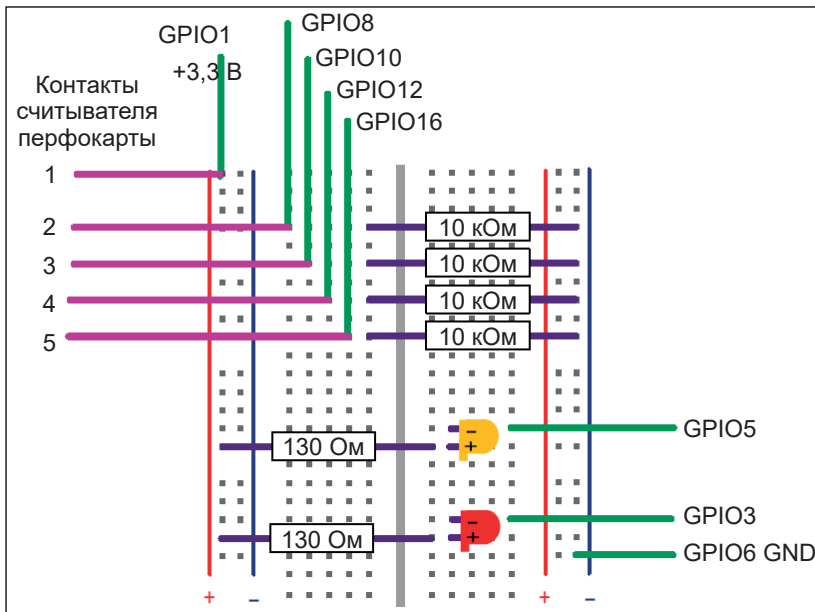 GPIO1
+3,3 В
GPIO8
GPIO10
GPIO12
GPIO16
Контакты
считывателя
перфокарты
1
2
3
4
5
10 кОм
10 кОм
10 кОм
10 кОм
130 Ом
- +
GPIO5
130 Ом
- +
GPIO3
GPIO6 GND
+ - + -